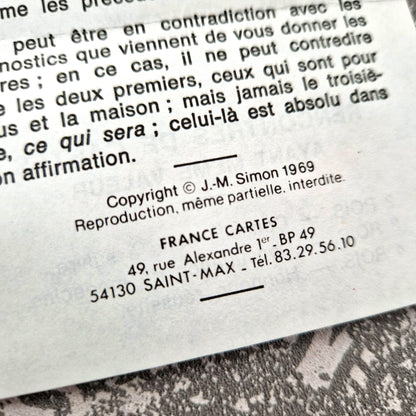 me les
peut être en contradiction avec les
nostics que viennent de vous donner les
res ; en ce cas, il ne peut contredire
e les deux premiers, ceux qui sont pour
us et la maison ; mais jamais le troisiè-
e, ce qui sera ; celui-là est absolu dans
on affirmation.
Copyright © J.-M. Simon 1969
Reproduction, même partielle, interdite.
FRANCE CARTES
49, rue Alexandre 1er - BP 49
54130 SAINT-MAX - Tél. 83.29.56.10